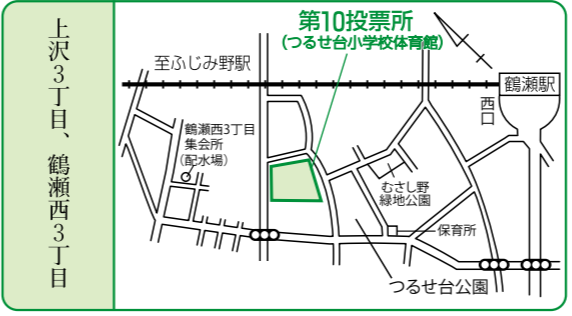 上沢３丁目、鶴瀬西３丁目
第10投票所
（つるせ台小学校体育館）
至ふじみ野駅
鶴瀬駅
西口
鶴瀬西3丁目
集会所
（配水場）
むさし野
緑地公園
保育所
つるせ台公園